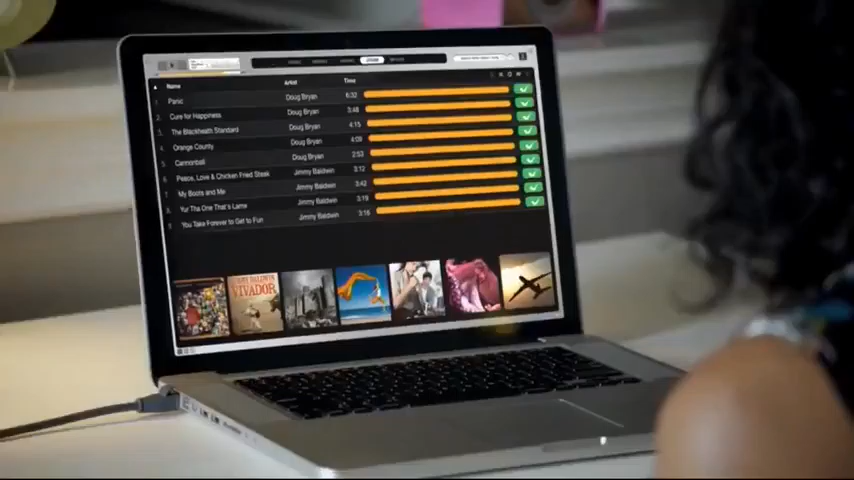 Name Artist Time
1. Panic Doug Bryan 6:32
2. Cure for Happiness Doug Bryan 3:48
3. The Blackheath Standard Doug Bryan 4:15
4. Orange County Doug Bryan 4:09
5. Cannonball Doug Bryan 2:53
6. Peace, Love & Chicken Fried Steak Jimmy Baldwin 3:12
7. My Boots and Me Jimmy Baldwin 3:42
8. Yur Tha One That's Lame Jimmy Baldwin 3:19
9. You Take Forever to Get to Fun Jimmy Baldwin 3:16
VIVADOR